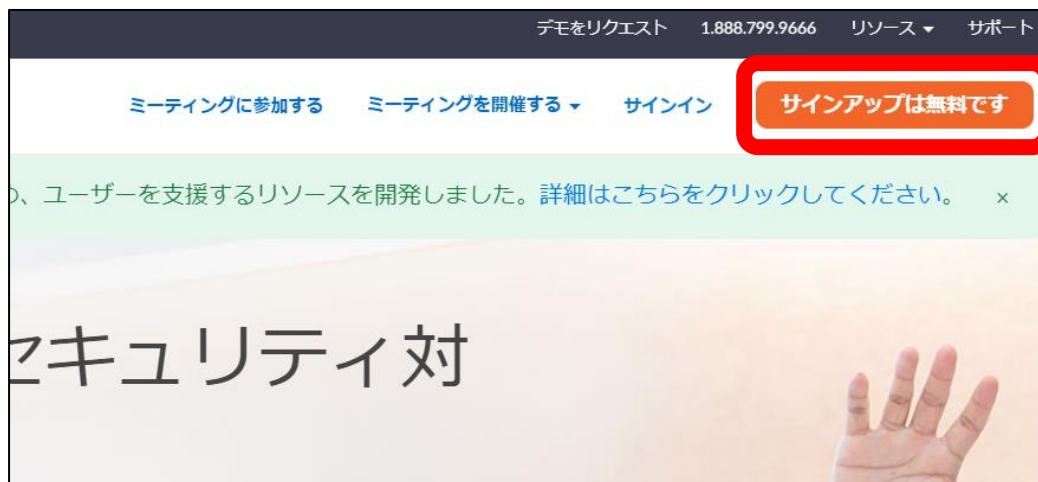 デモをリクエスト 1.888.799.9666 リソース サポート
ミーティングに参加する ミーティングを開催する サインイン サインアップは無料です
、ユーザーを支援するリソースを開発しました。詳細はこちらをクリックしてください。 ×
セキュリティ対